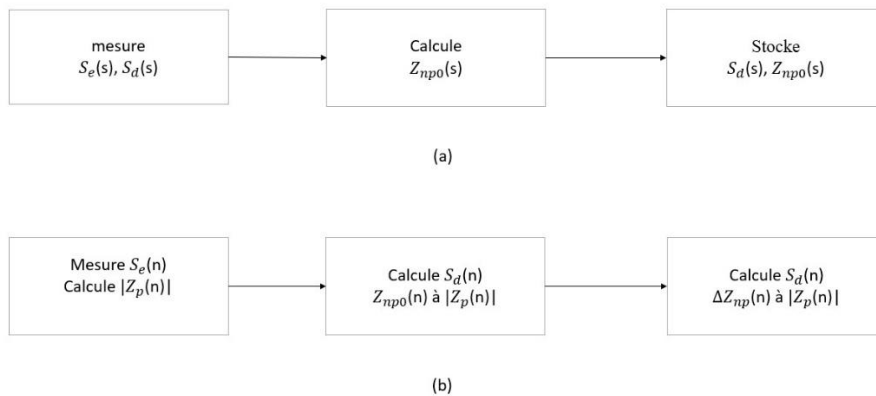 mesure
S_e(s), S_d(s)
Calcule
Z_{np0}(s)
Stocke
S_d(s), Z_{np0}(s)
(a)
Mesure S_e(n)
Calcule |Z_p(n)|
Calcule S_d(n)
Z_{np0}(n) à |Z_p(n)|
Calcule S_d(n)
ΔZ_{np}(n) à |Z_p(n)|
(b)